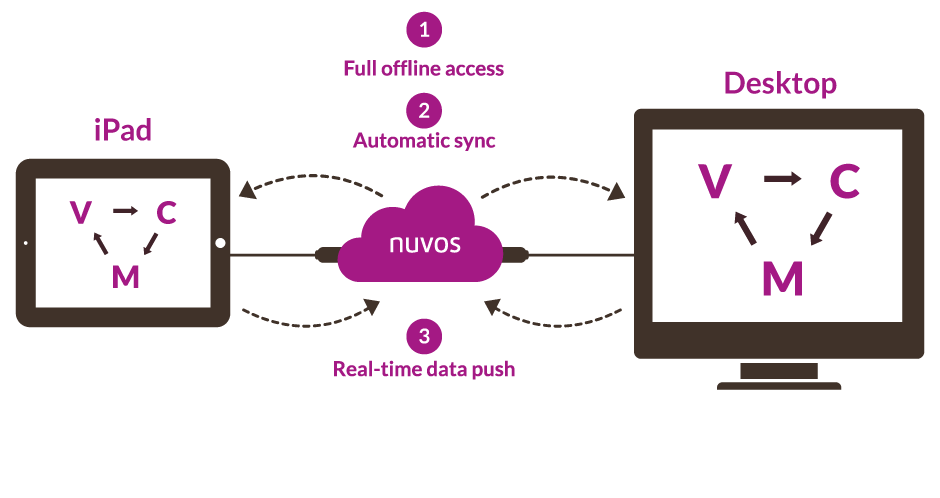 1
Full offline access
2
Automatic sync
iPad
V C
M
nuvos
Desktop
V C
M
3
Real-time data push